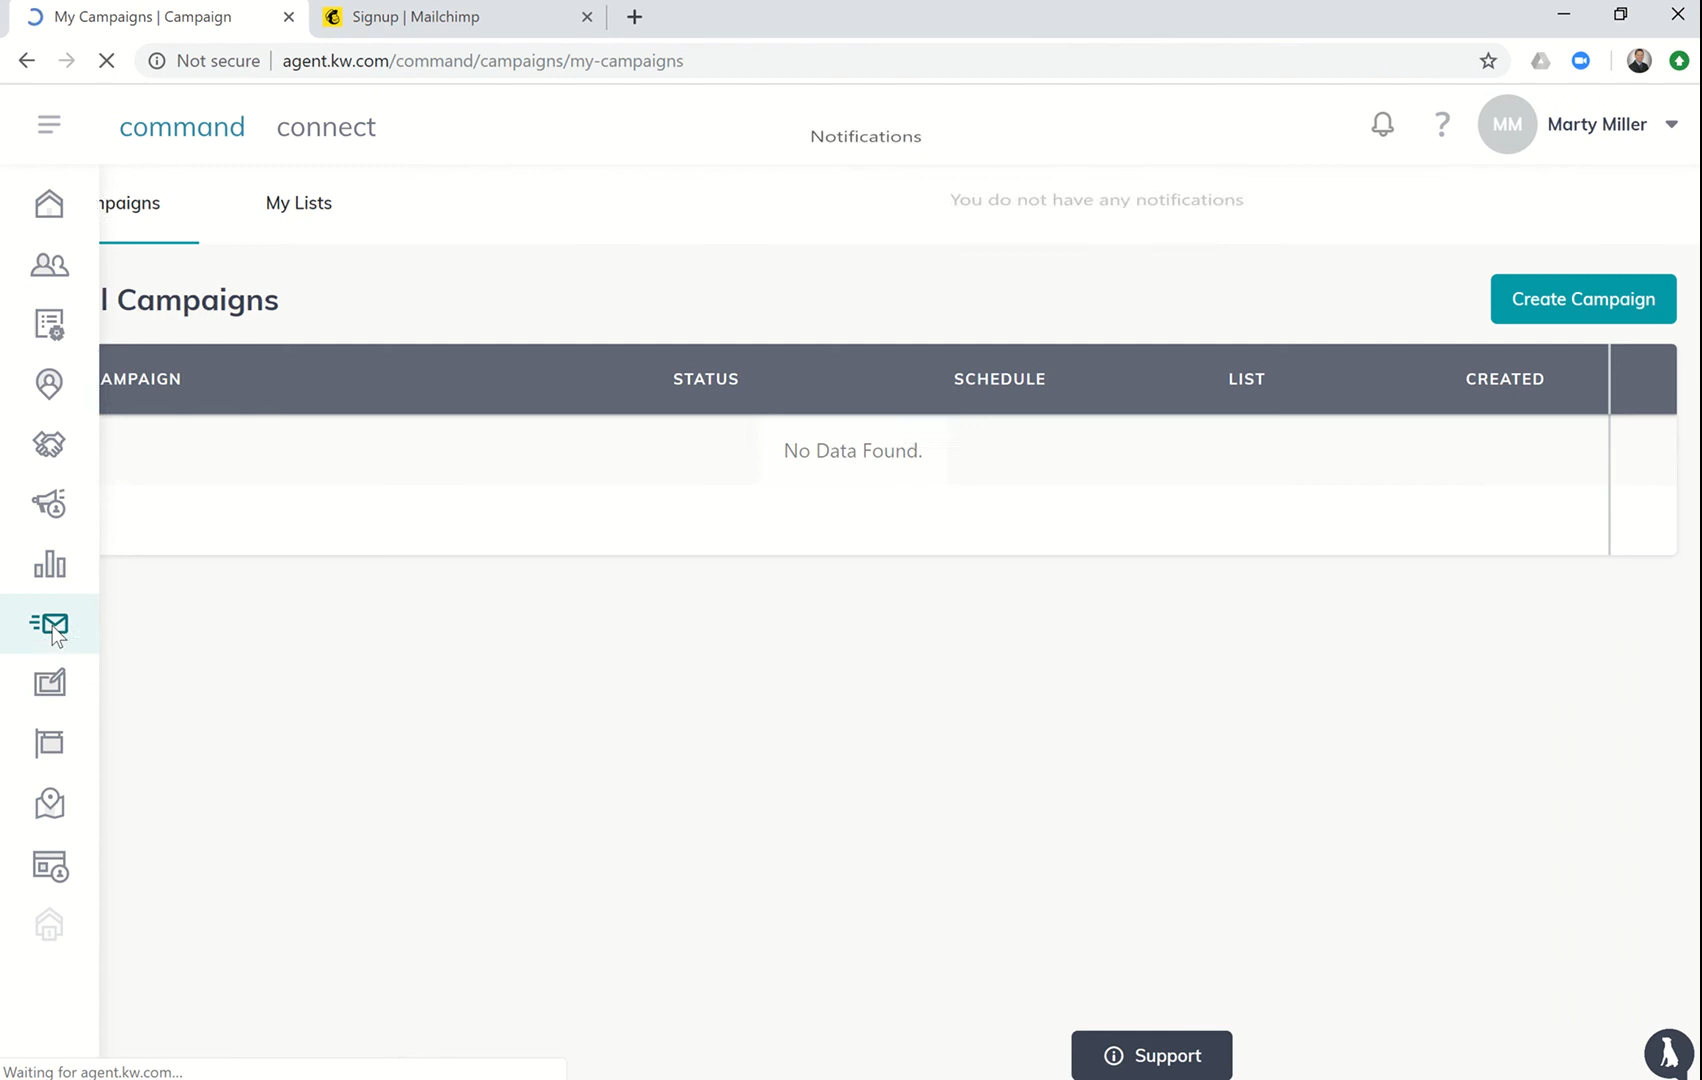 My Campaigns | Campaign
Signup | Mailchimp
Not secure
agent.kw.com/command/campaigns/my-campaigns
command
connect
Notifications
?
MM
Marty Miller
npaigns
My Lists
You do not have any notifications
l Campaigns
Create Campaign
AMPAIGN
STATUS
SCHEDULE
LIST
CREATED
No Data Found.
Support
Waiting for agent.kw.com...